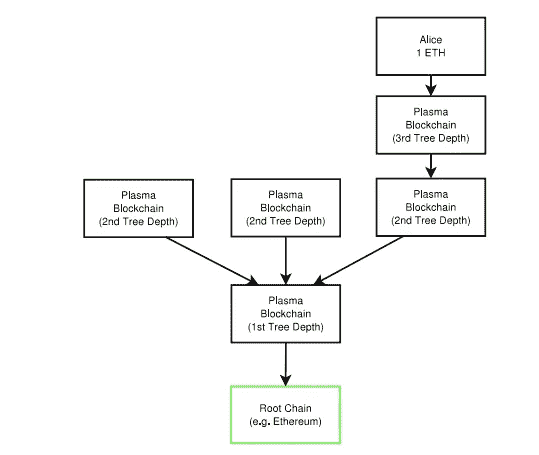 Alice
1 ETH
Plasma
Blockchain
(3rd Tree Depth)
Plasma
Blockchain
(2nd Tree Depth)
Plasma
Blockchain
(2nd Tree Depth)
Plasma
Blockchain
(2nd Tree Depth)
Plasma
Blockchain
(1st Tree Depth)
Root Chain
(e.g. Ethereum)